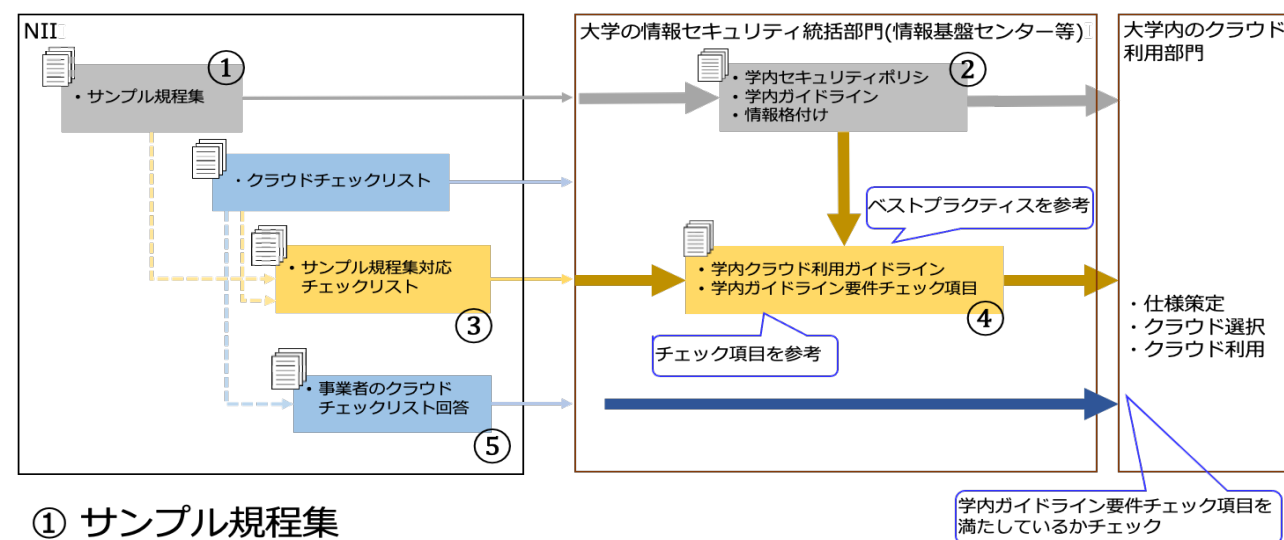 NII
①
・サンプル規程集
・クラウドチェックリスト
・サンプル規程集対応
チェックリスト
③
・事業者のクラウド
チェックリスト回答
⑤
大学の情報セキュリティ統括部門(情報基盤センター等)
②
・学内セキュリティポリシ
・学内ガイドライン
・情報格付け
ベストプラクティスを参考
・学内クラウド利用ガイドライン
・学内ガイドライン要件チェック項目
④
チェック項目を参考
大学内のクラウド
利用部門
・仕様策定
・クラウド選択
・クラウド利用
学内ガイドライン要件チェック項目を
満たしているかチェック
① サンプル規程集